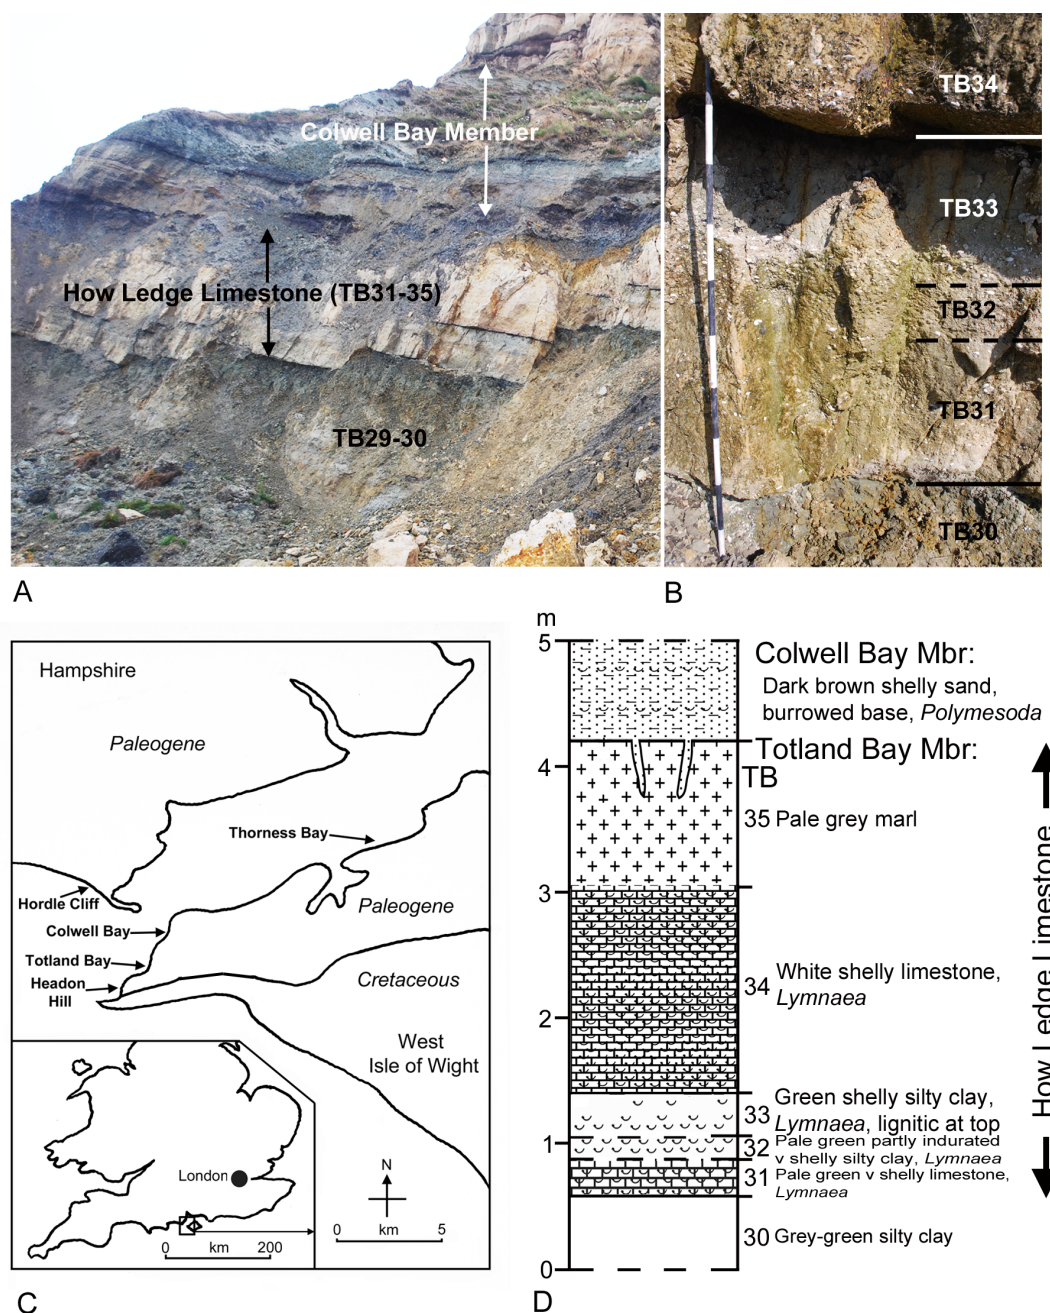 Colwell Bay Member
How Ledge Limestone (TB31-35)
TB29-30
A
TB34
TB33
TB32
TB31
TB30
B
Hampshire
Paleogene
Thorness Bay
Hordle Cliff
Colwell Bay
Paleogene
Totland Bay
Headon
Hill
Cretaceous
West
Isle of Wight
London
N
0 km 200
0 km 5
C
m
5
4
3
2
1
0
Colwell Bay Mbr:
Dark brown shelly sand,
burrowed base, Polymesoda
Totland Bay Mbr:
TB
35 Pale grey marl
34 White shelly limestone,
Lymnaea
33 Green shelly silty clay,
Lymnaea, lignitic at top
32 Pale green partly indurated
v shelly silty clay, Lymnaea
31 Pale green v shelly limestone,
Lymnaea
30 Grey-green silty clay
How Ledge Limestone
D